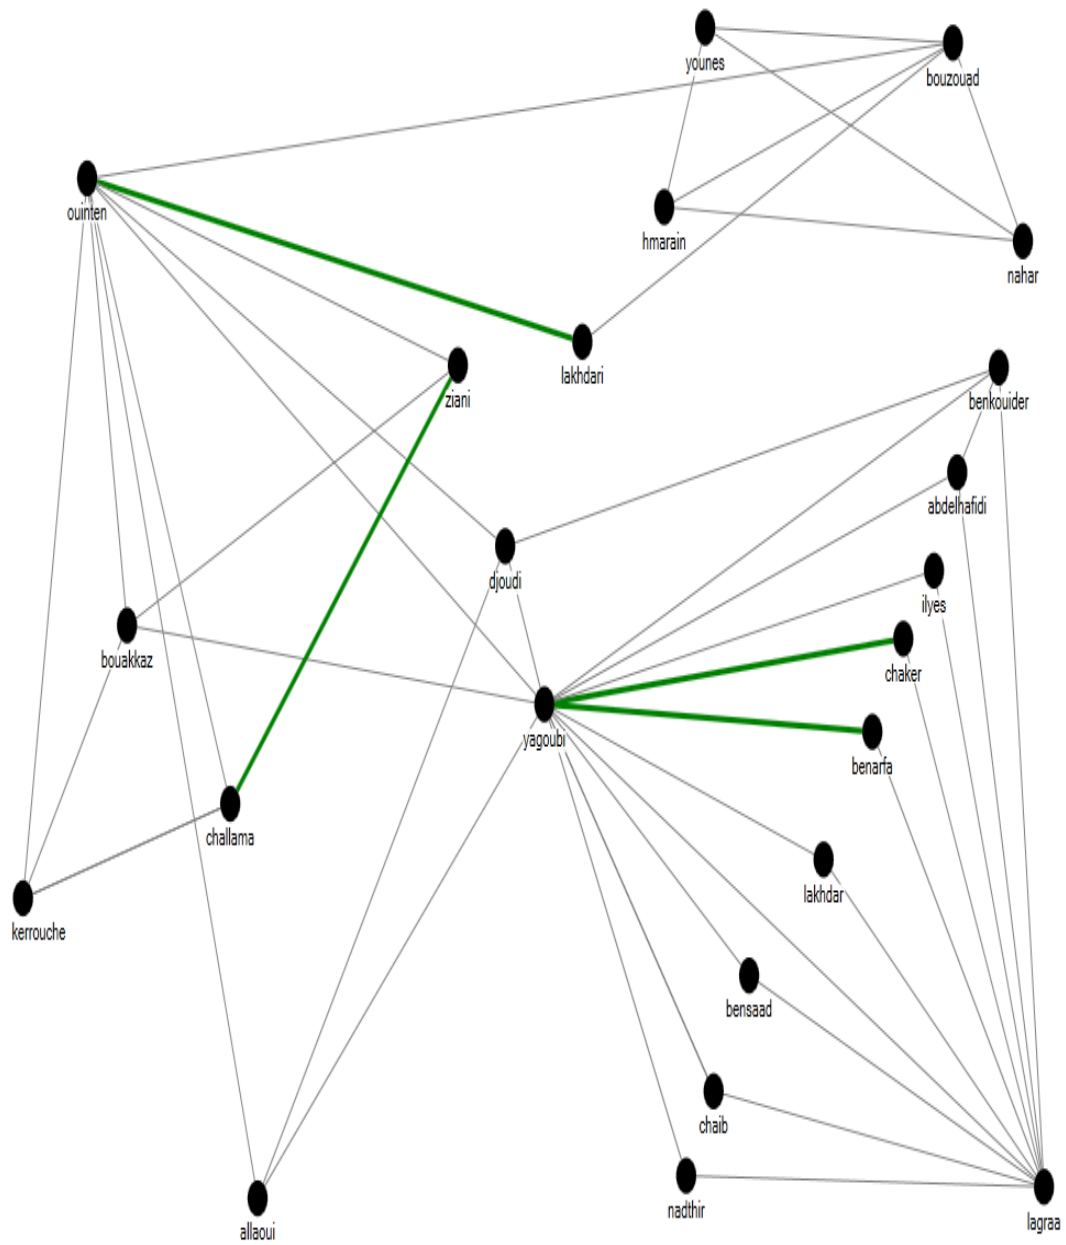 younes
bouzouad
ouinten
hmarain
nahar
lakhdari
ziani
benkouider
abdelhafidi
djoudi
ilyes
bouakkaz
chaker
yagoubi
benarfa
challama
lakhdar
kerrouche
bensaad
chaib
nadthir
lagraa
allaoui